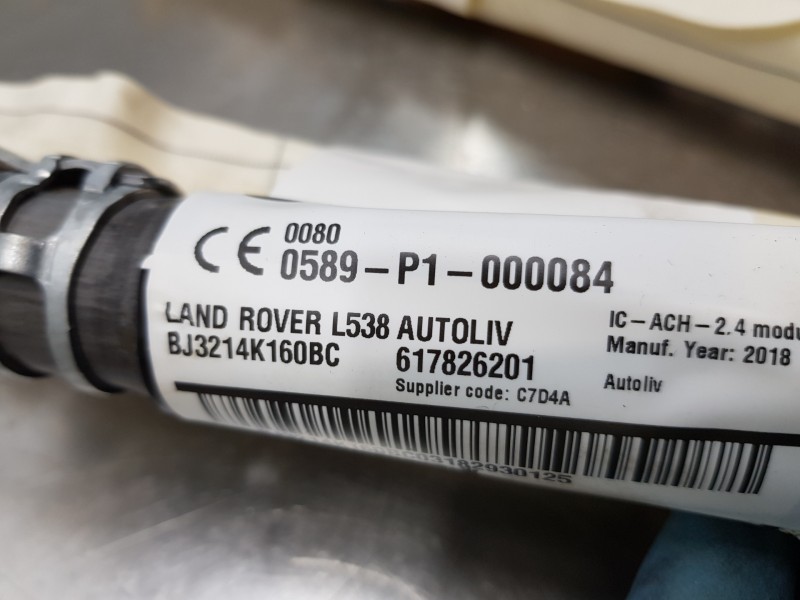 CE 0080
0589-P1-000084
LAND ROVER L538 AUTOLIV
BJ3214K160BC 617826201
Supplier code: C7D4A
IC-ACH-2.4
Manuf. Year: 2018
Autoliv